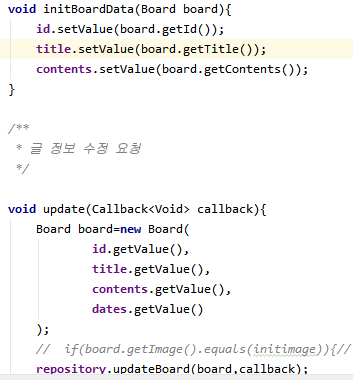 void initBoardData(Board board){
id.setValue(board.getId());
title.setValue(board.getTitle());
contents.setValue(board.getContents());
}
/**
* 글 정보 수정 요청
*/
void update(Callback<Void> callback){
Board board=new Board(
id.getValue(),
title.getValue(),
contents.getValue(),
dates.getValue()
);
//  if(board.getImage().equals(initimage)){//
repository.updateBoard(board,callback);